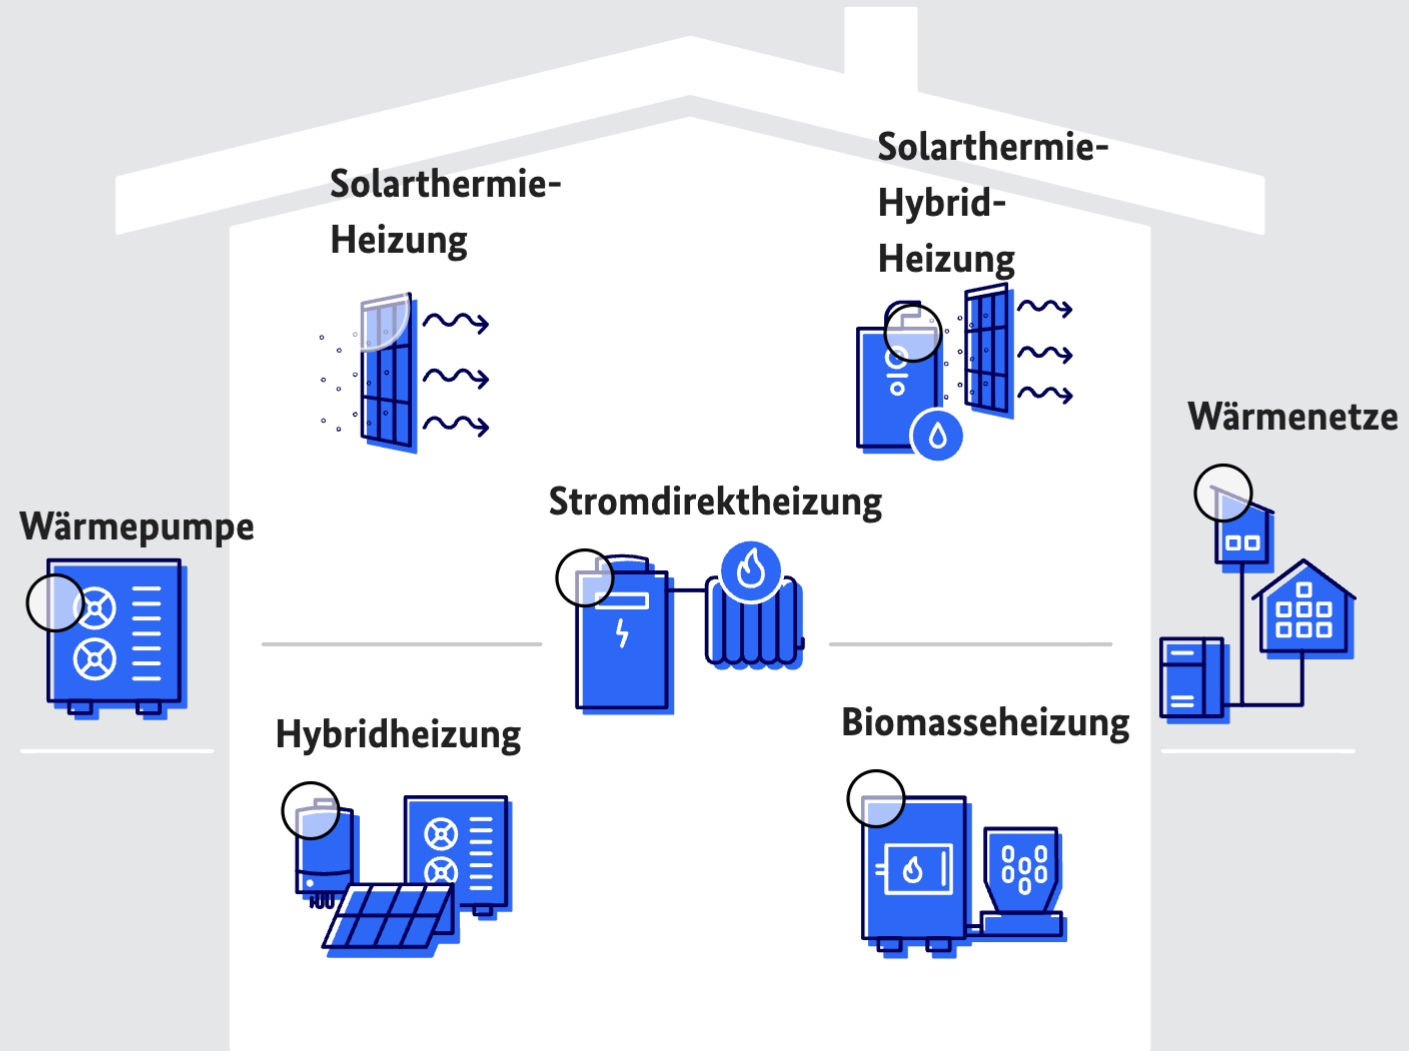 Solarthermie-
Heizung
Solarthermie-
Hybrid-
Heizung
Wärmenetze
Wärmepumpe
Stromdirektheizung
Hybridheizung
Biomasseheizung